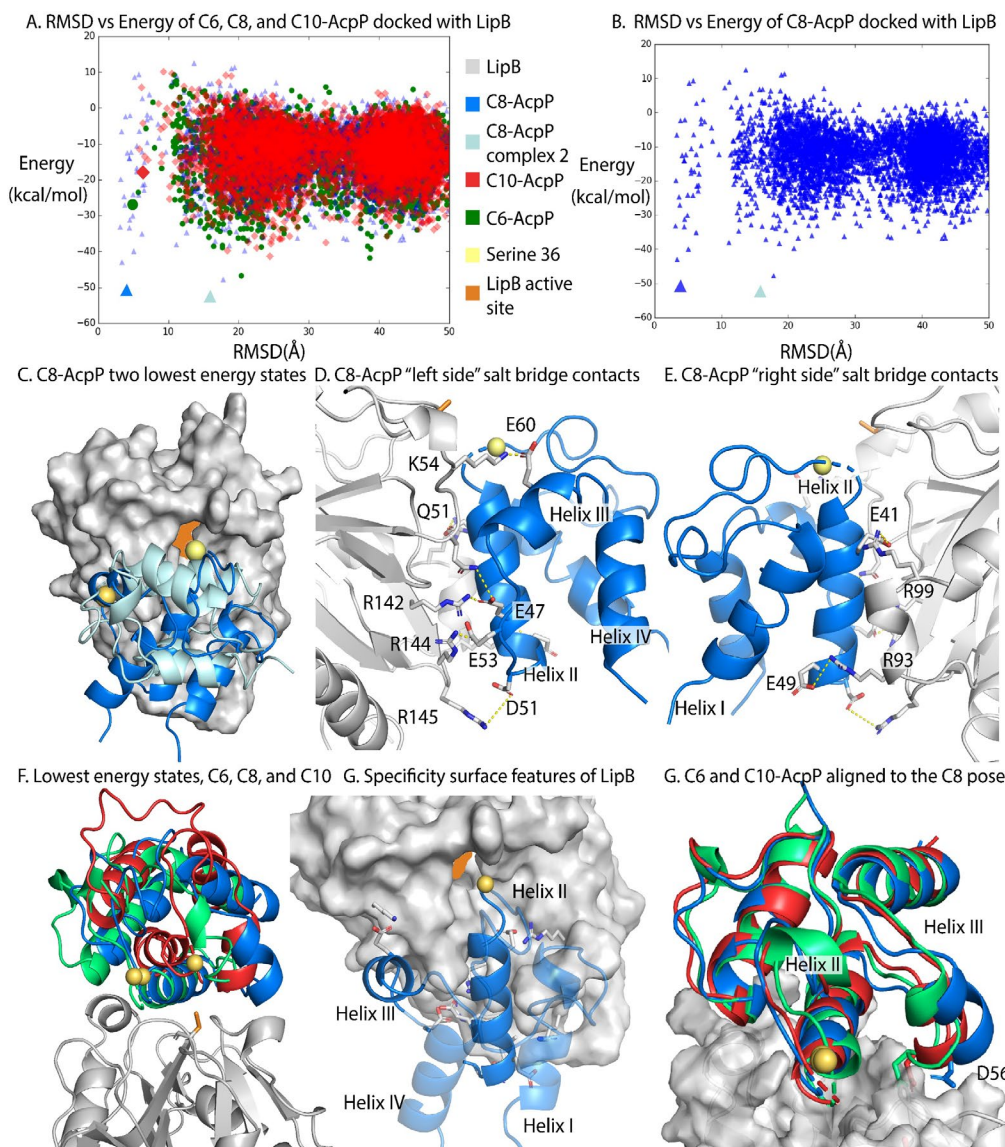 A. RMSD vs Energy of C6, C8, and C10-AcpP docked with LipB
B. RMSD vs Energy of C8-AcpP docked with LipB
20
10
0
Energy
−10
(kcal/mol)
−20
−30
−40
−50
−60
0 10 20 30 40 50
RMSD(Å)
LipB
C8-AcpP
C8-AcpP
complex 2
C10-AcpP
C6-AcpP
Serine 36
LipB active
site
20
10
0
Energy
−10
(kcal/mol)
−20
−30
−40
−50
−60
0 10 20 30 40 50
RMSD(Å)
C. C8-AcpP two lowest energy states
D. C8-AcpP "left side" salt bridge contacts
E. C8-AcpP "right side" salt bridge contacts
E60
K54
Q51
Helix III
R142
E47
R144
E53
Helix IV
Helix II
R145
D51
Helix II
E41
R99
R93
E49
Helix I
F. Lowest energy states, C6, C8, and C10
G. Specificity surface features of LipB
G. C6 and C10-AcpP aligned to the C8 pose
Helix II
Helix III
Helix IV
Helix I
Helix III
Helix II
D56